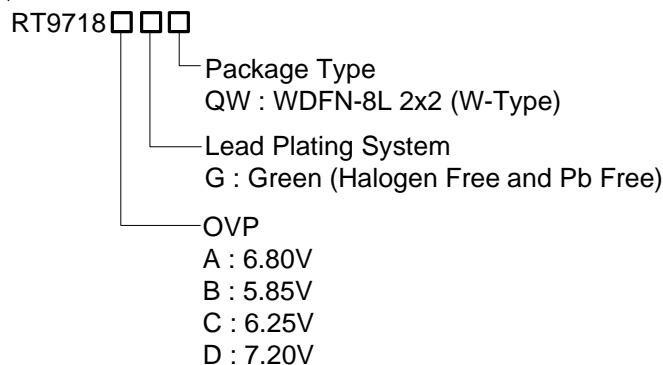 RT9718□□□
Package Type
QW : WDFN-8L 2x2 (W-Type)
Lead Plating System
G : Green (Halogen Free and Pb Free)
OVP
A : 6.80V
B : 5.85V
C : 6.25V
D : 7.20V